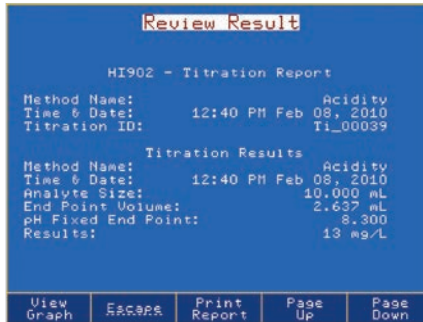 Review Result
HI902 - Titration Report
Method Name: Acidity
Time & Date: 12:40 PM Feb 08, 2010
Titration ID: Ti_00039
Titration Results
Method Name: Acidity
Time & Date: 12:40 PM Feb 08, 2010
Analyte Size: 10.000 mL
End Point Volume: 2.637 mL
pH Fixed End Point: 8.300
Results: 13 mg/L
View Graph Escape Print Report Page Up Page Down